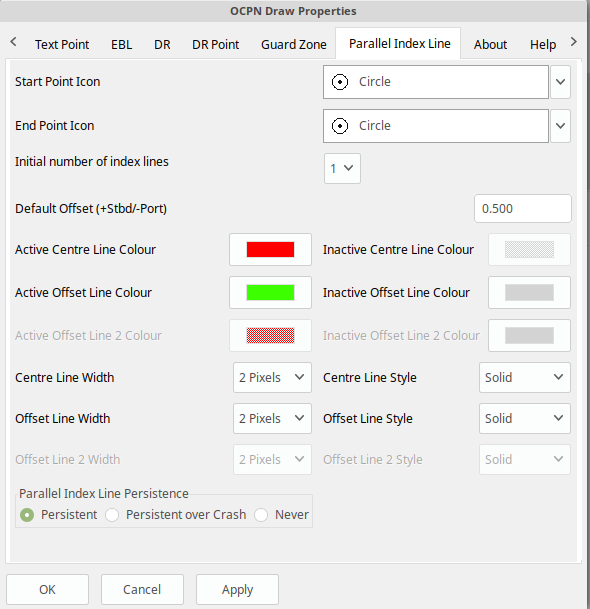 OCPN Draw Properties
Text Point EBL DR DR Point Guard Zone Parallel Index Line About Help
Start Point Icon Circle
End Point Icon Circle
Initial number of index lines 1
Default Offset (+Stbd/-Port) 0.500
Active Centre Line Colour Inactive Centre Line Colour
Active Offset Line Colour Inactive Offset Line Colour
Active Offset Line 2 Colour Inactive Offset Line 2 Colour
Centre Line Width 2 Pixels Centre Line Style Solid
Offset Line Width 2 Pixels Offset Line Style Solid
Offset Line 2 Width 2 Pixels Offset Line 2 Style Solid
Parallel Index Line Persistence
Persistent Persistent over Crash Never
OK Cancel Apply